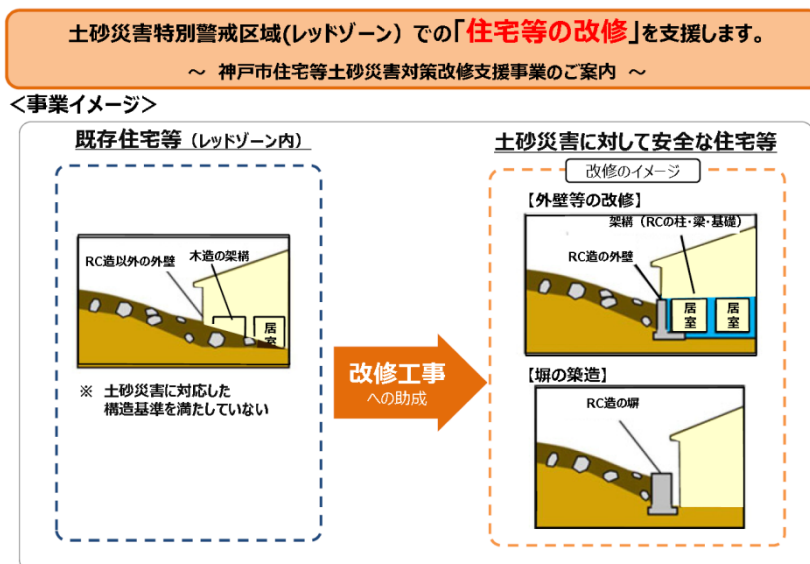 土砂災害特別警戒区域(レッドゾーン)での「住宅等の改修」を支援します。
～ 神戸市住宅等土砂災害対策改修支援事業のご案内 ～
＜事業イメージ＞
既存住宅等（レッドゾーン内）
RC造以外の外壁
木造の架構
居
室
※ 土砂災害に対応した
構造基準を満たしていない
改修工事
への助成
土砂災害に対して安全な住宅等
改修のイメージ
【外壁等の改修】
架構（RCの柱・梁・基礎）
RC造の外壁
居
室
居
室
【塀の築造】
RC造の塀